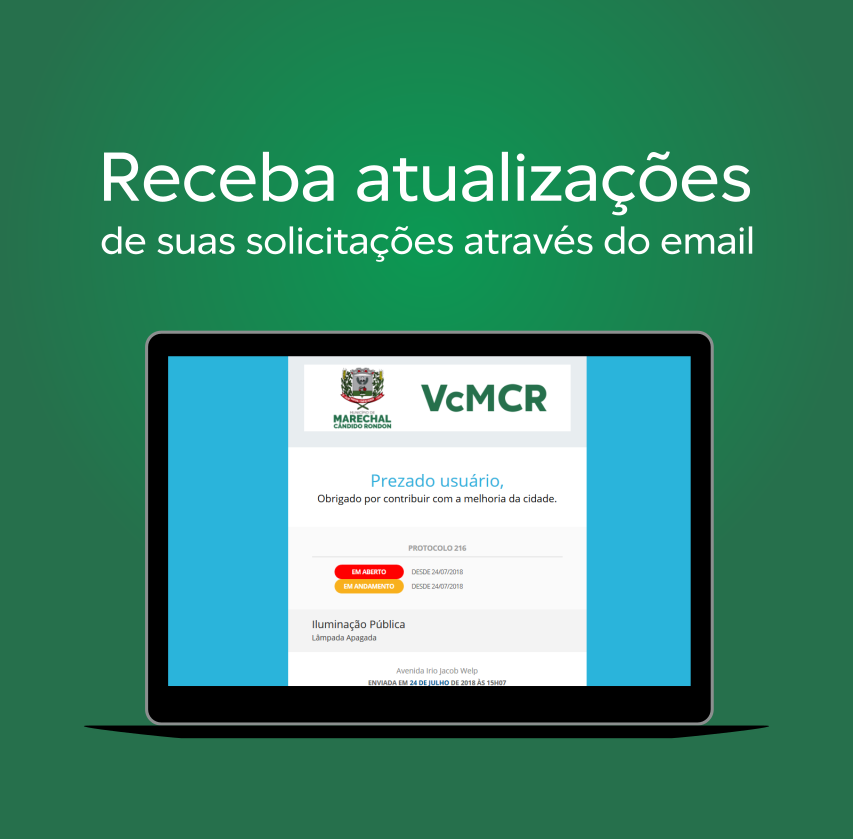 Receba atualizações
de suas solicitações através do email
MUNICÍPIO DE
MARECHAL
CÂNDIDO RONDON
VcMCR
Prezado usuário,
Obrigado por contribuir com a melhoria da cidade.
PROTOCOLO 216
EM ABERTO DESDE 24/07/2018
EM ANDAMENTO DESDE 24/07/2018
Iluminação Pública
Lâmpada Apagada
Avenida Irio Jacob Welp
ENVIADA EM 24 DE JULHO DE 2018 ÀS 15H07